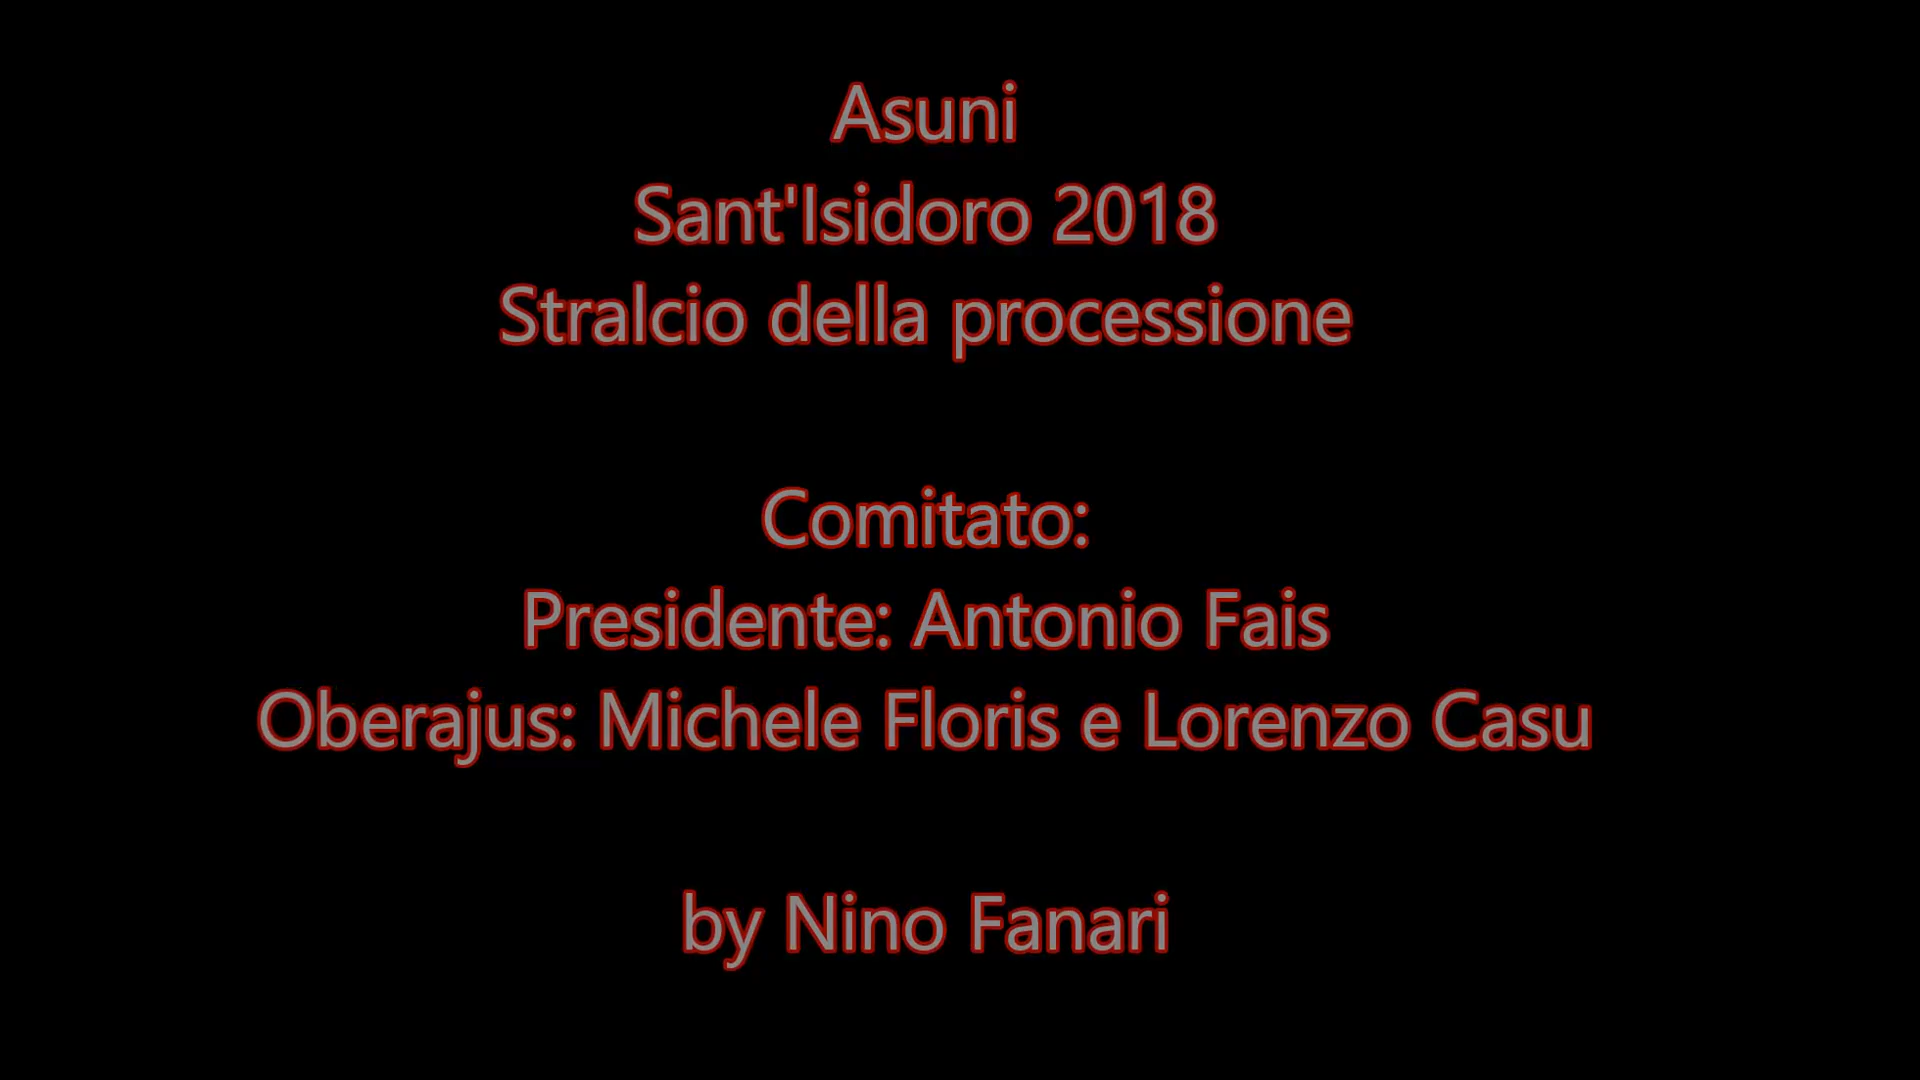 Asuni
Sant'Isidoro 2018
Stralcio della processione
Comitato:
Presidente: Antonio Fais
Oberajus: Michele Floris e Lorenzo Casu
by Nino Fanari